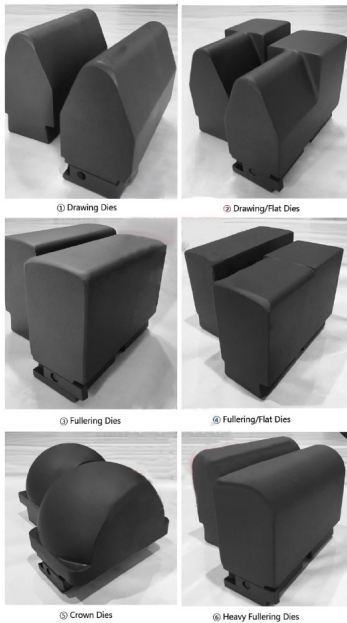 ① Drawing Dies
② Drawing/Flat Dies
③ Fullering Dies
④ Fullering/Flat Dies
⑤ Crown Dies
⑥ Heavy Fullering Dies